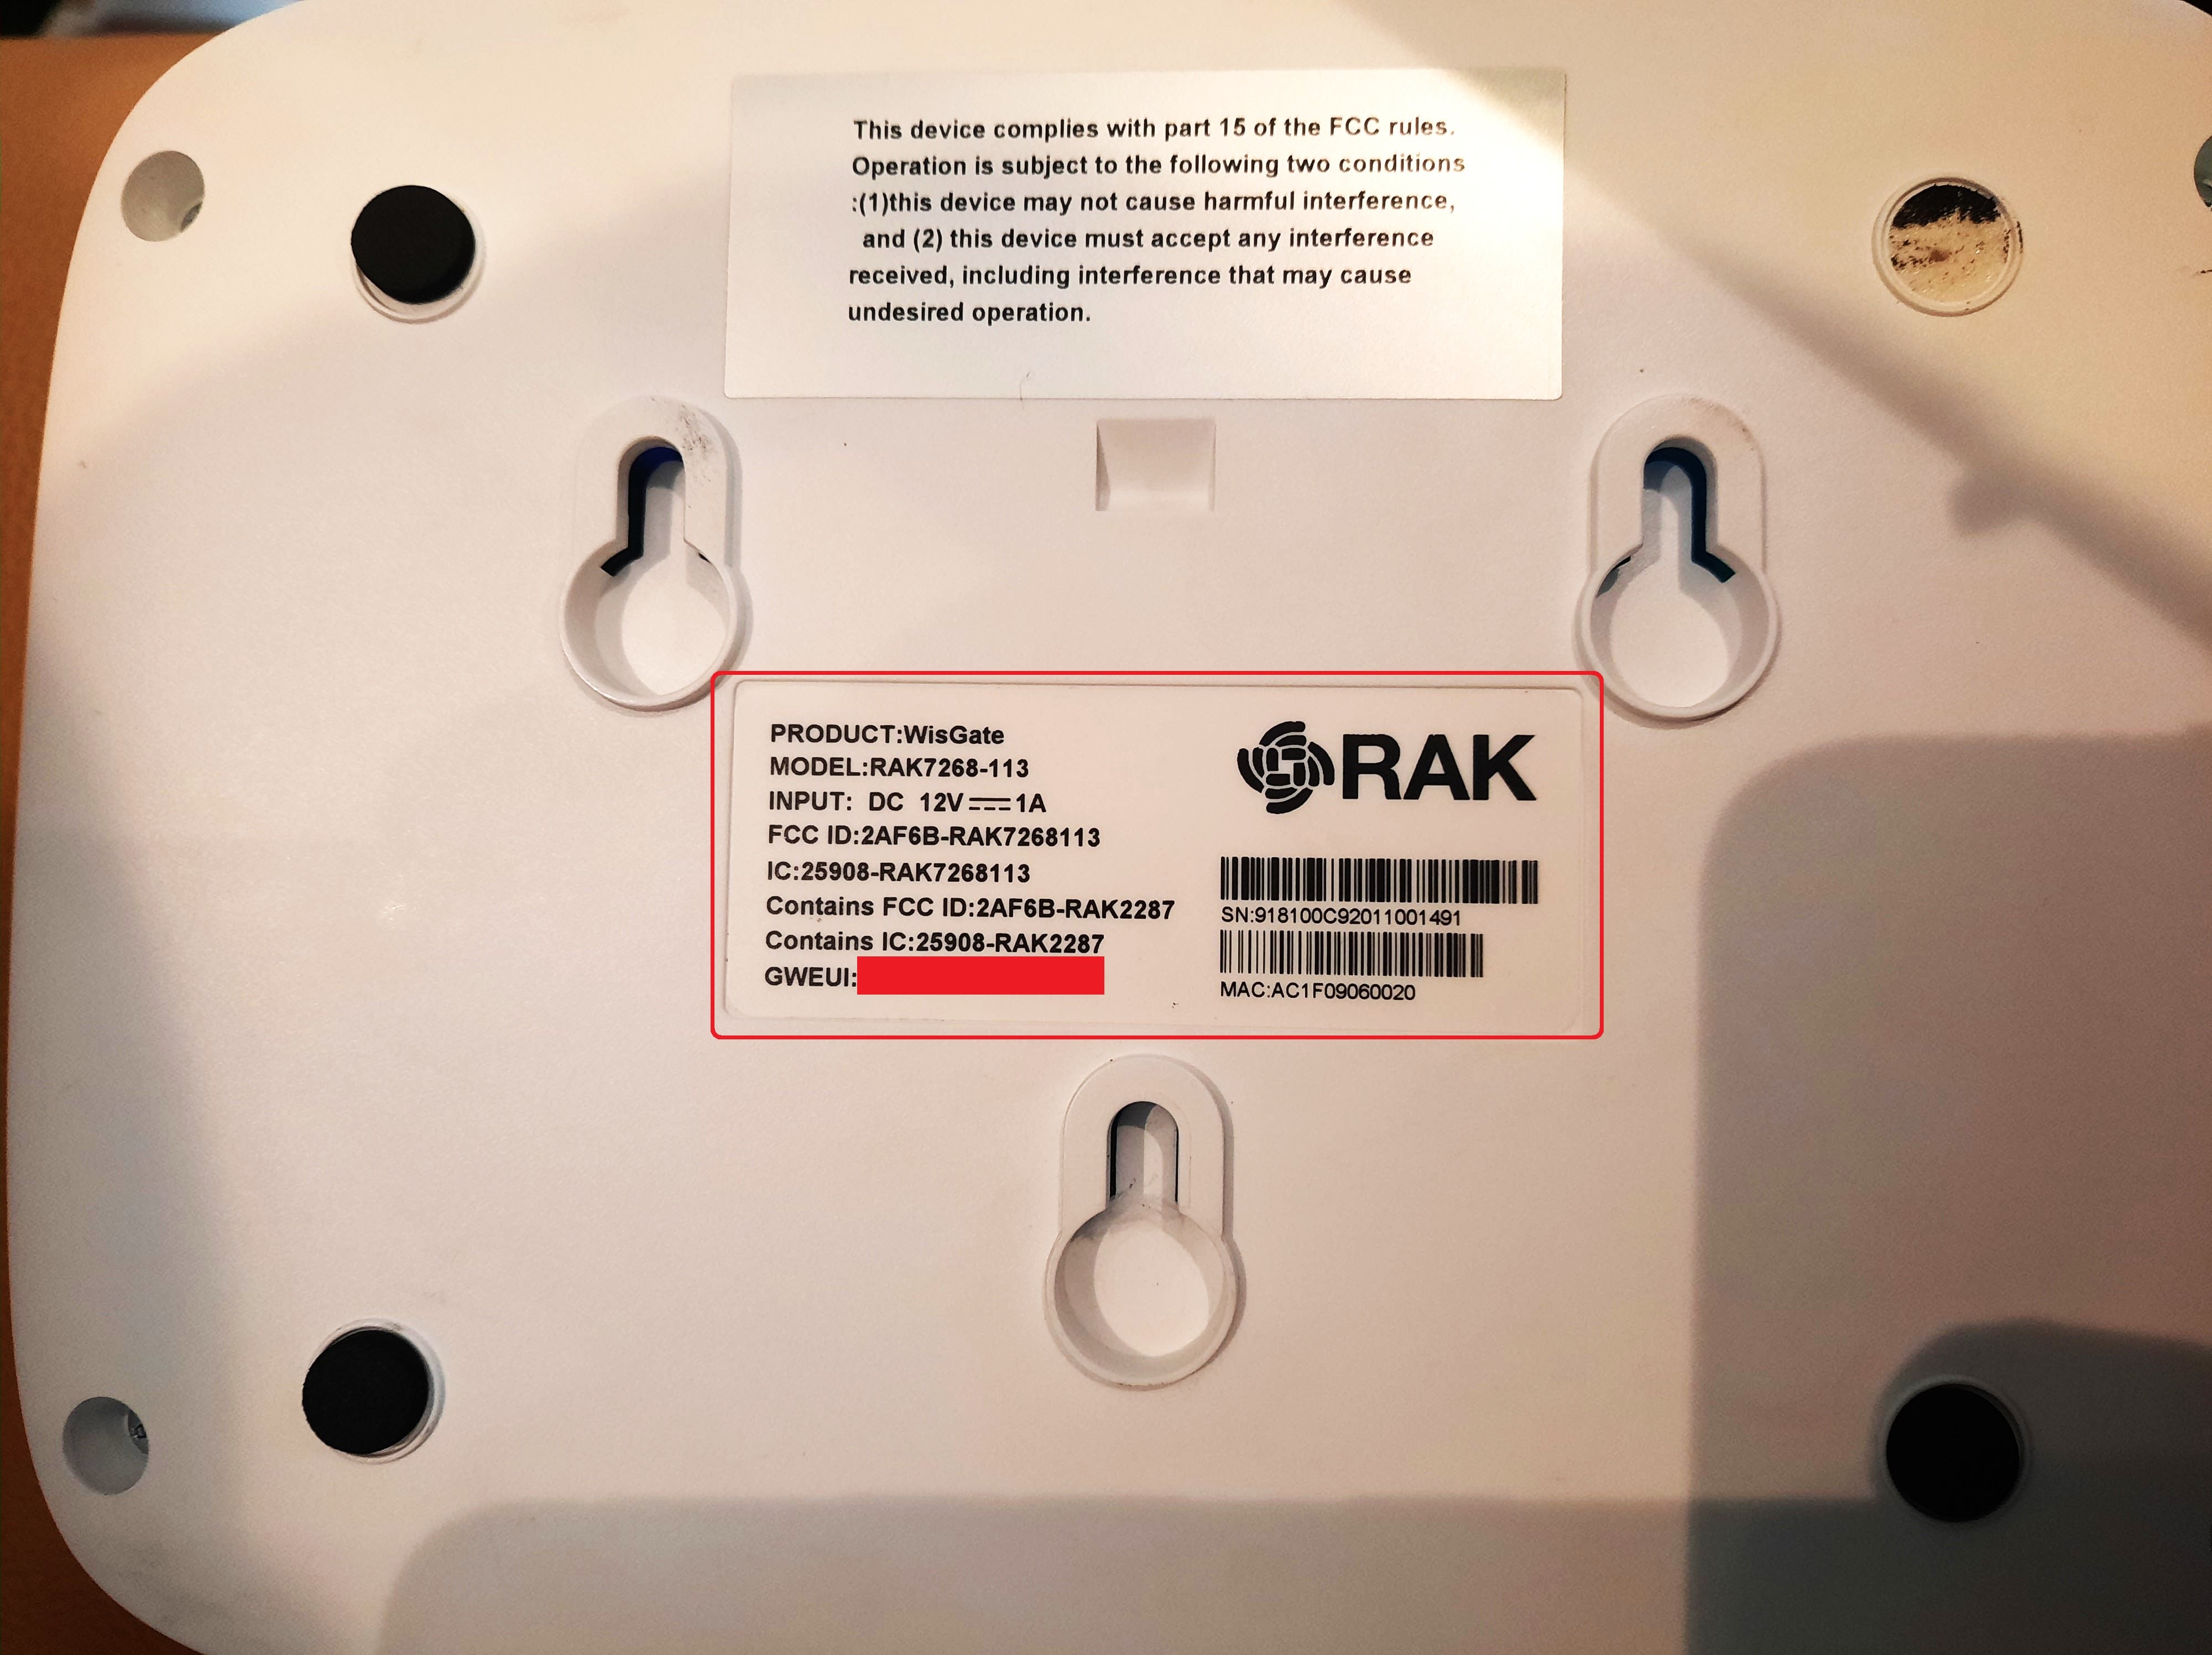 This device complies with part 15 of the FCC rules.
Operation is subject to the following two conditions
:(1)this device may not cause harmful interference,
and (2) this device must accept any interference
received, including interference that may cause
undesired operation.
PRODUCT:WisGate
MODEL:RAK7268-113
INPUT: DC 12V⎓1A
FCC ID:2AF6B-RAK7268113
IC:25908-RAK7268113
Contains FCC ID:2AF6B-RAK2287
Contains IC:25908-RAK2287
GWEUI:
RAK
SN:918100C92011001491
MAC:AC1F09060020